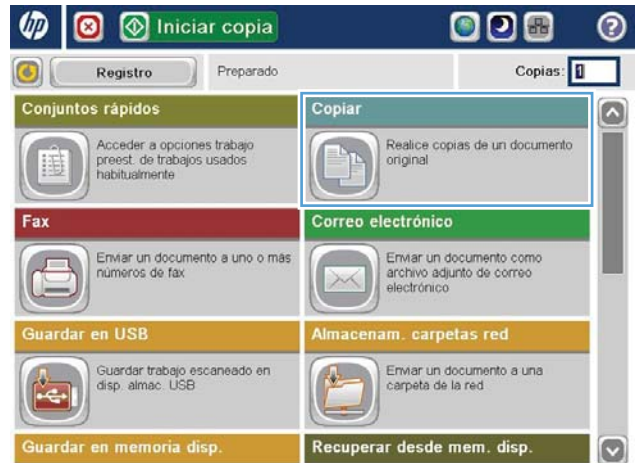 hp
Iniciar copia
?
Registro
Preparado
Copias: 1
Conjuntos rápidos
Acceder a opciones trabajo
preest. de trabajos usados
habitualmente
Copiar
Realice copias de un documento
original
Fax
Enviar un documento a uno o más
números de fax
Correo electrónico
Enviar un documento como
archivo adjunto de correo
electrónico
Guardar en USB
Guardar trabajo escaneado en
disp. almac. USB
Almacenam. carpetas red
Enviar un documento a una
carpeta de la red
Guardar en memoria disp.
Recuperar desde mem. disp.